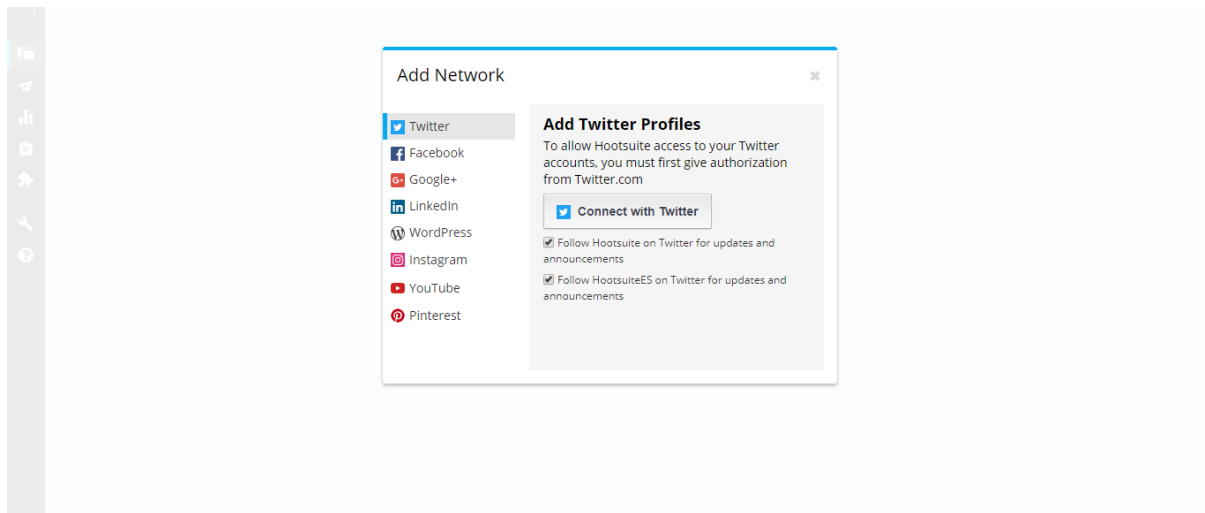 Add Network
Twitter
Facebook
Google+
LinkedIn
WordPress
Instagram
YouTube
Pinterest
Add Twitter Profiles
To allow Hootsuite access to your Twitter
accounts, you must first give authorization
from Twitter.com
Connect with Twitter
Follow Hootsuite on Twitter for updates and
announcements
Follow HootsuiteES on Twitter for updates and
announcements